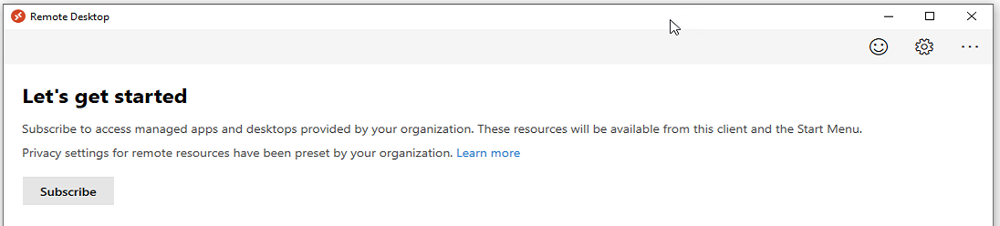 Remote Desktop
Let's get started
Subscribe to access managed apps and desktops provided by your organization. These resources will be available from this client and the Start Menu.
Privacy settings for remote resources have been preset by your organization. Learn more
Subscribe